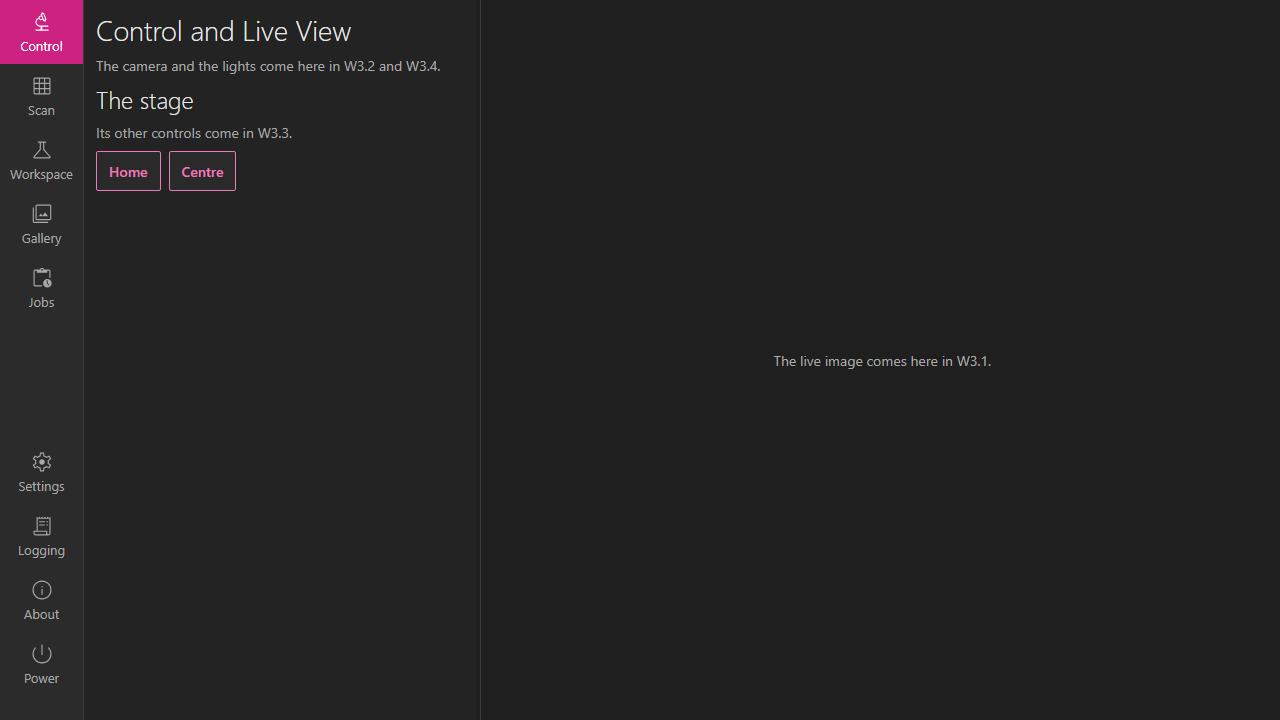 Control
Scan
Workspace
Gallery
Jobs
Settings
Logging
About
Power
Control and Live View
The camera and the lights come here in W3.2 and W3.4.
The stage
Its other controls come in W3.3.
Home Centre
The live image comes here in W3.1.